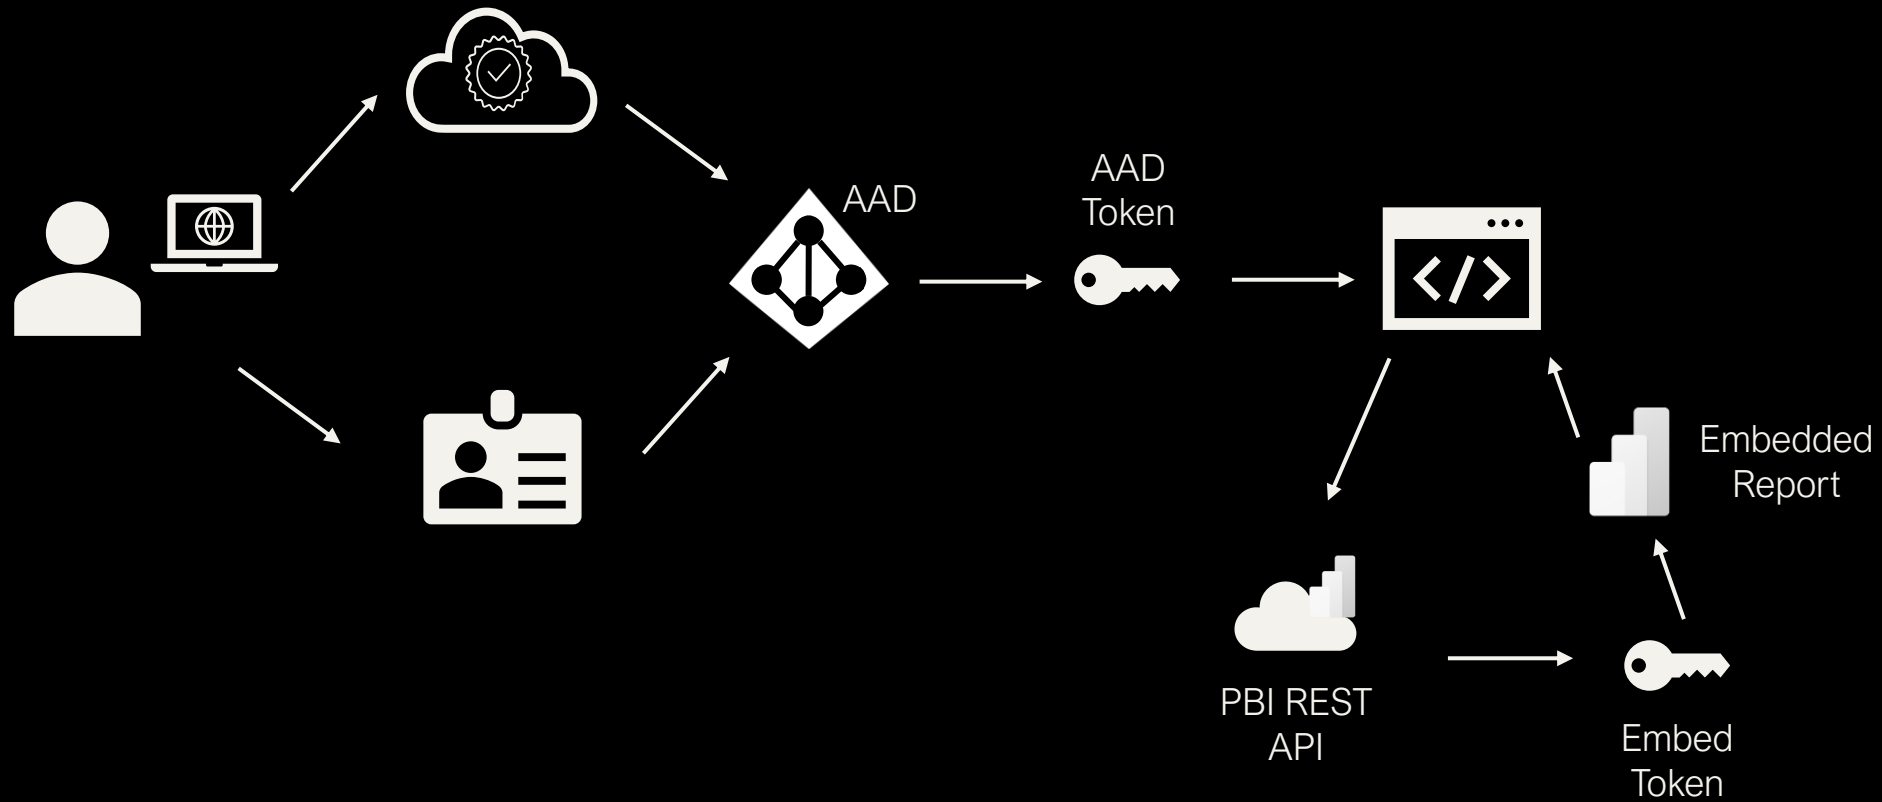 AAD
AAD
Token
Embedded
Report
PBI REST
API
Embed
Token